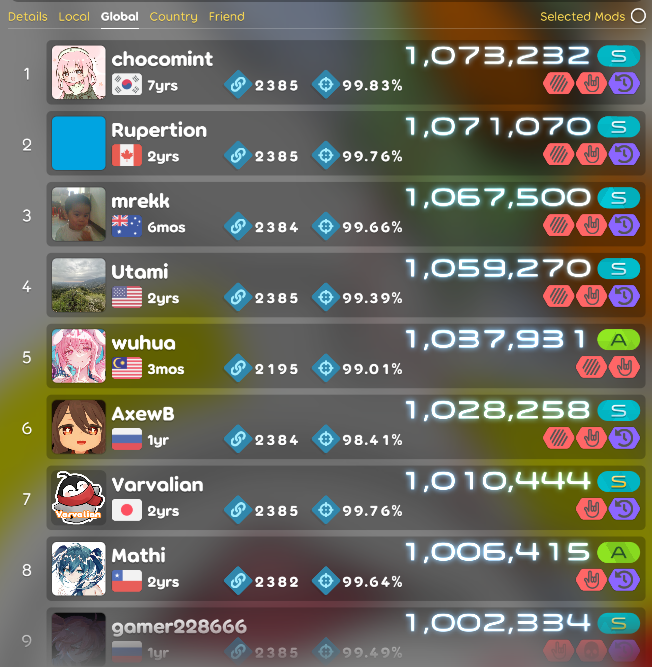 Details Local Global Country Friend Selected Mods
1 chocomint 7yrs 2385 99.83% 1,073,232 S
2 Rupertion 2yrs 2385 99.76% 1,071,070 S
3 mrekk 6mos 2384 99.66% 1,067,500 S
4 Utami 2yrs 2385 99.39% 1,059,270 S
5 wuhua 3mos 2195 99.01% 1,037,931 A
6 AxewB 1yr 2384 98.41% 1,028,258 S
7 Varvalian Varvalian 2yrs 2385 99.76% 1,010,444 S
8 Mathi 2yrs 2382 99.64% 1,006,415 A
9 gamer228666 1yr 2385 99.49% 1,002,334 S